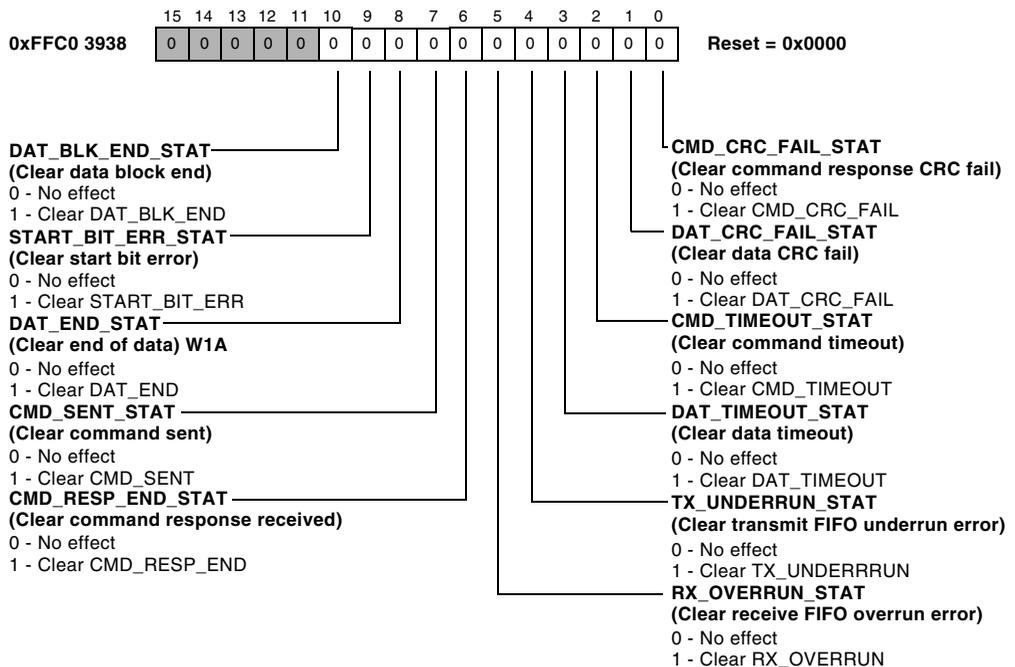 15 14 13 12 11 10 9 8 7 6 5 4 3 2 1 0
0xFFC0 3938 0 0 0 0 0 0 0 0 0 0 0 0 0 0 0 0 Reset = 0x0000
DAT_BLK_END_STAT
(Clear data block end)
0 - No effect
1 - Clear DAT_BLK_END
START_BIT_ERR_STAT
(Clear start bit error)
0 - No effect
1 - Clear START_BIT_ERR
DAT_END_STAT
(Clear end of data) W1A
0 - No effect
1 - Clear DAT_END
CMD_SENT_STAT
(Clear command sent)
0 - No effect
1 - Clear CMD_SENT
CMD_RESP_END_STAT
(Clear command response received)
0 - No effect
1 - Clear CMD_RESP_END
CMD_CRC_FAIL_STAT
(Clear command response CRC fail)
0 - No effect
1 - Clear CMD_CRC_FAIL
DAT_CRC_FAIL_STAT
(Clear data CRC fail)
0 - No effect
1 - Clear DAT_CRC_FAIL
CMD_TIMEOUT_STAT
(Clear command timeout)
0 - No effect
1 - Clear CMD_TIMEOUT
DAT_TIMEOUT_STAT
(Clear data timeout)
0 - No effect
1 - Clear DAT_TIMEOUT
TX_UNDERRUN_STAT
(Clear transmit FIFO underrun error)
0 - No effect
1 - Clear TX_UNDERRRUN
RX_OVERRUN_STAT
(Clear receive FIFO overrun error)
0 - No effect
1 - Clear RX_OVERRUN